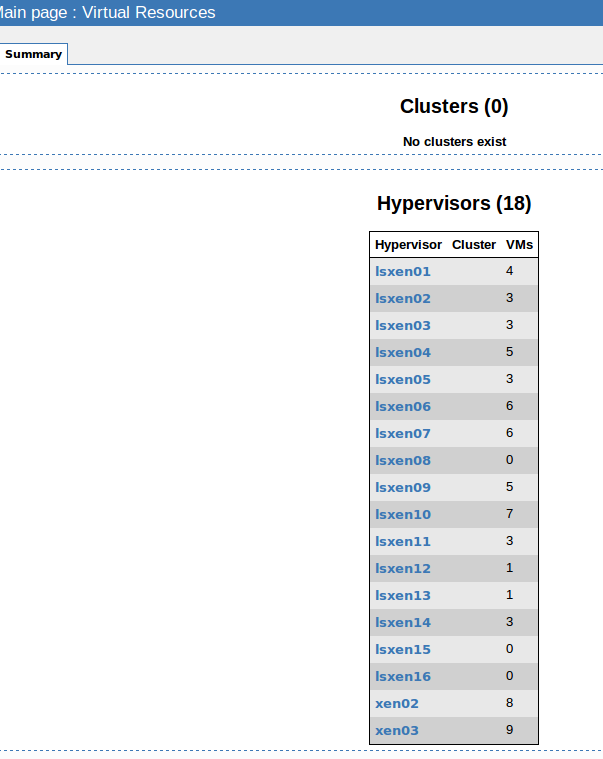 Main page : Virtual Resources
Summary
Clusters (0)
No clusters exist
Hypervisors (18)
Hypervisor Cluster VMs
lsxen01 4
lsxen02 3
lsxen03 3
lsxen04 5
lsxen05 3
lsxen06 6
lsxen07 6
lsxen08 0
lsxen09 5
lsxen10 7
lsxen11 3
lsxen12 1
lsxen13 1
lsxen14 3
lsxen15 0
lsxen16 0
xen02 8
xen03 9